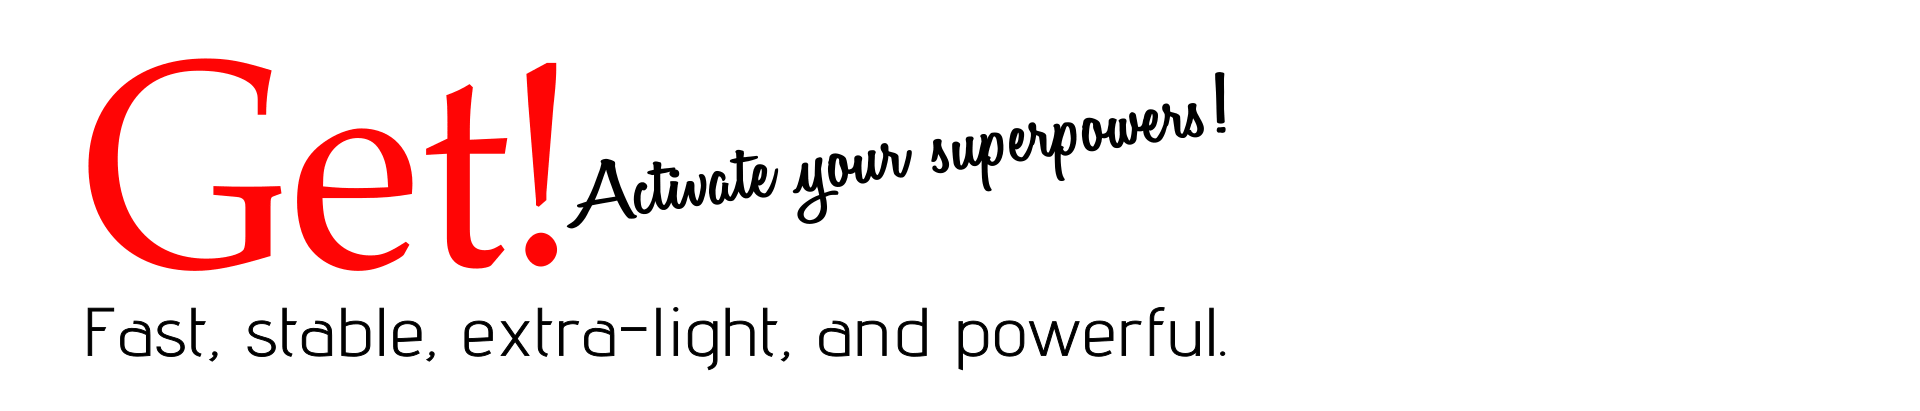 Get!
Activate your superpowers!
Fast, stable, extra-light, and powerful.